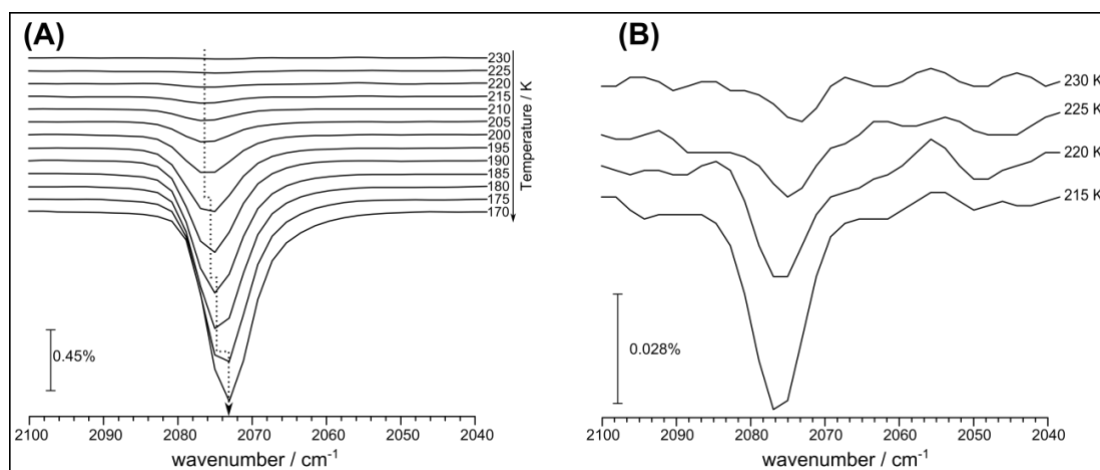 (A)
230
225
220
215
210
205
200
195
190
185
180
175
170
Temperature / K
0.45%
2100 2090 2080 2070 2060 2050 2040
wavenumber / cm⁻¹
(B)
230 K
225 K
220 K
215 K
0.028%
2100 2090 2080 2070 2060 2050 2040
wavenumber / cm⁻¹